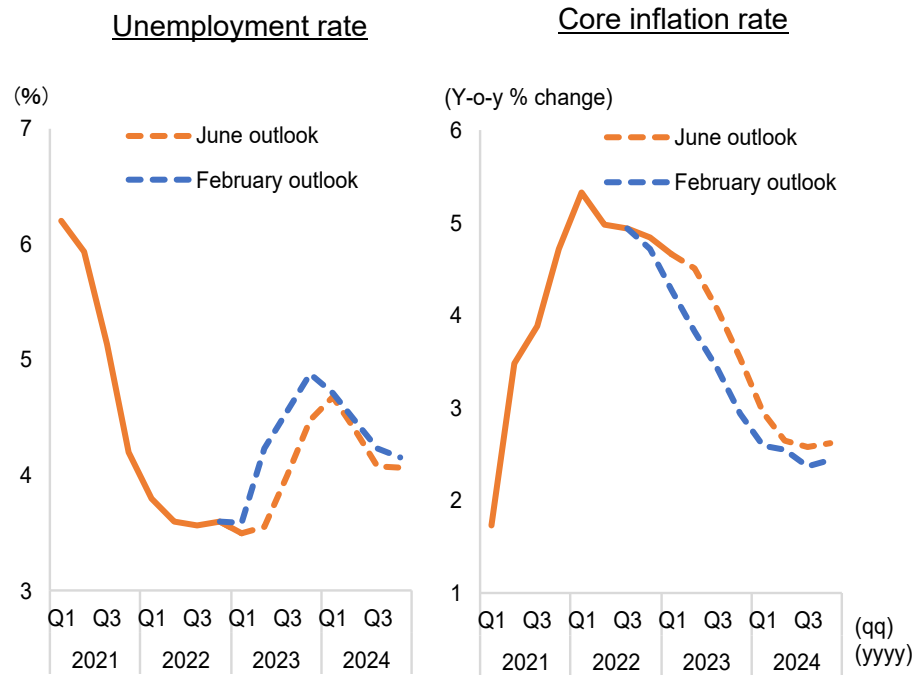 Unemployment rate
(%)
June outlook
February outlook
7
6
5
4
3
Q1 Q3 Q1 Q3 Q1 Q3 Q1 Q3
2021 2022 2023 2024
Core inflation rate
(Y-o-y % change)
June outlook
February outlook
6
5
4
3
2
1
Q1 Q3 Q1 Q3 Q1 Q3 Q1 Q3 (qq)
2021 2022 2023 2024 (yyyy)